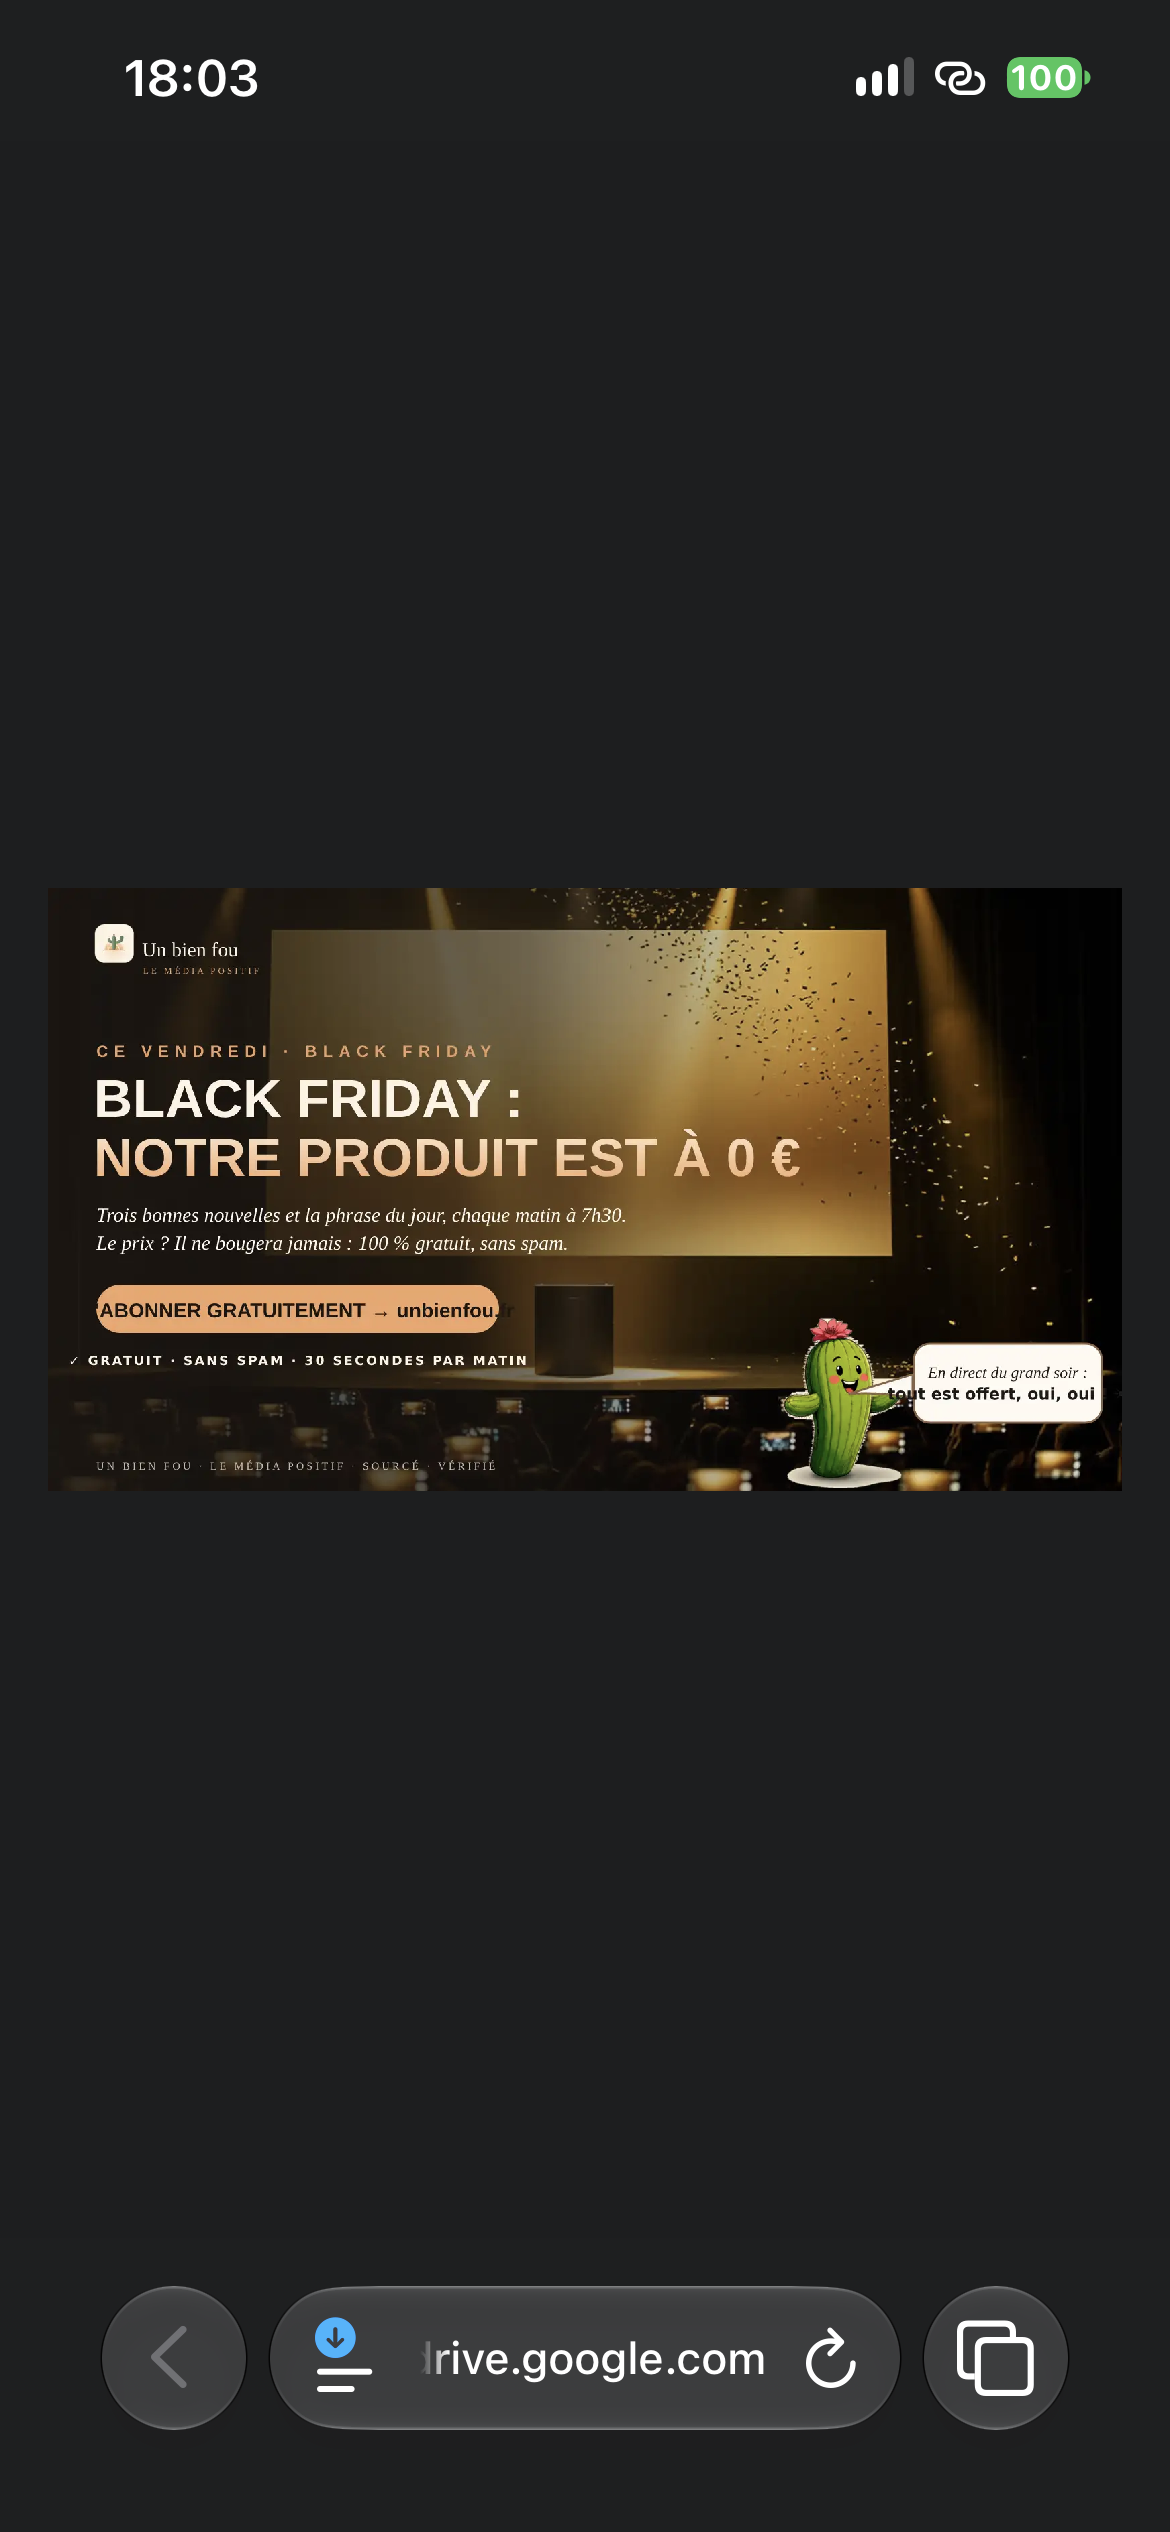 18:03
100
Un bien fou
LE MÉDIA POSITIF
CE VENDREDI · BLACK FRIDAY
BLACK FRIDAY :
NOTRE PRODUIT EST À 0 €
Trois bonnes nouvelles et la phrase du jour, chaque matin à 7h30.
Le prix ? Il ne bougera jamais : 100 % gratuit, sans spam.
'ABONNER GRATUITEMENT → unbienfou.fr
✓ GRATUIT · SANS SPAM · 30 SECONDES PAR MATIN
En direct du grand soir :
tout est offert, oui, oui
UN BIEN FOU · LE MÉDIA POSITIF · SOURCÉ · VÉRIFIÉ
drive.google.com